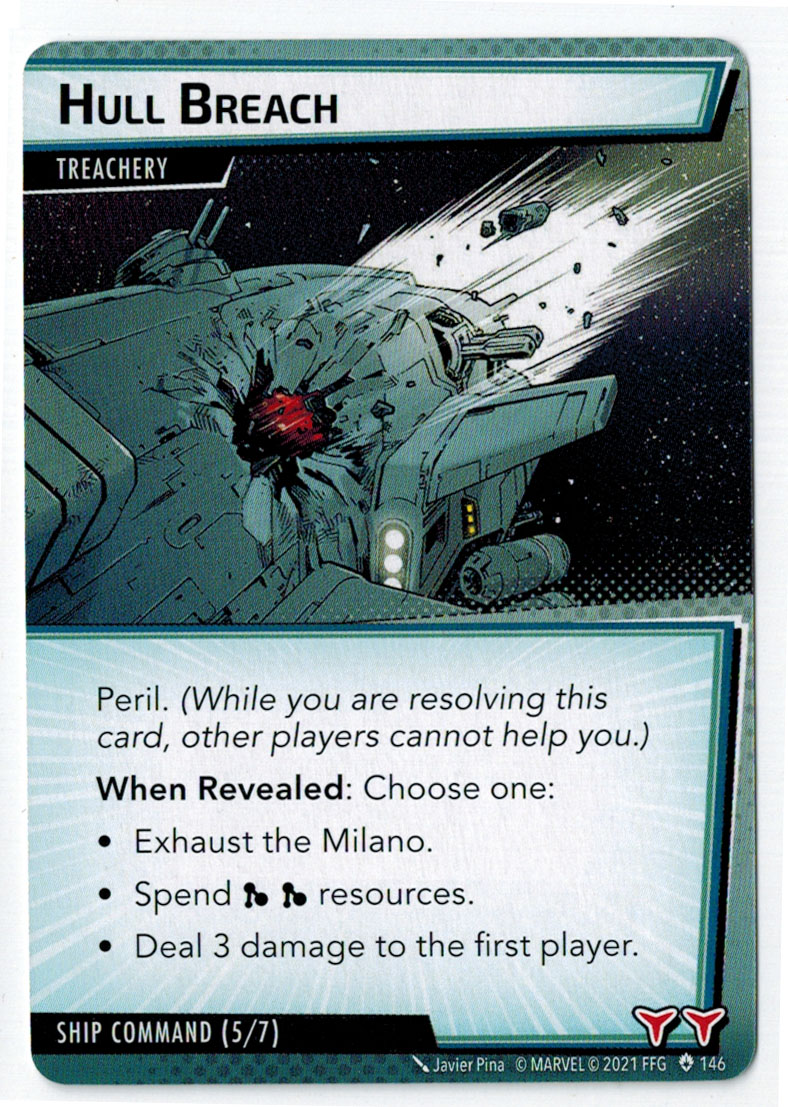 HULL BREACH
TREACHERY
Peril. (While you are resolving this
card, other players cannot help you.)
When Revealed: Choose one:
• Exhaust the Milano.
• Spend resources.
• Deal 3 damage to the first player.
SHIP COMMAND (5/7)
Javier Pina © MARVEL © 2021 FFG 146